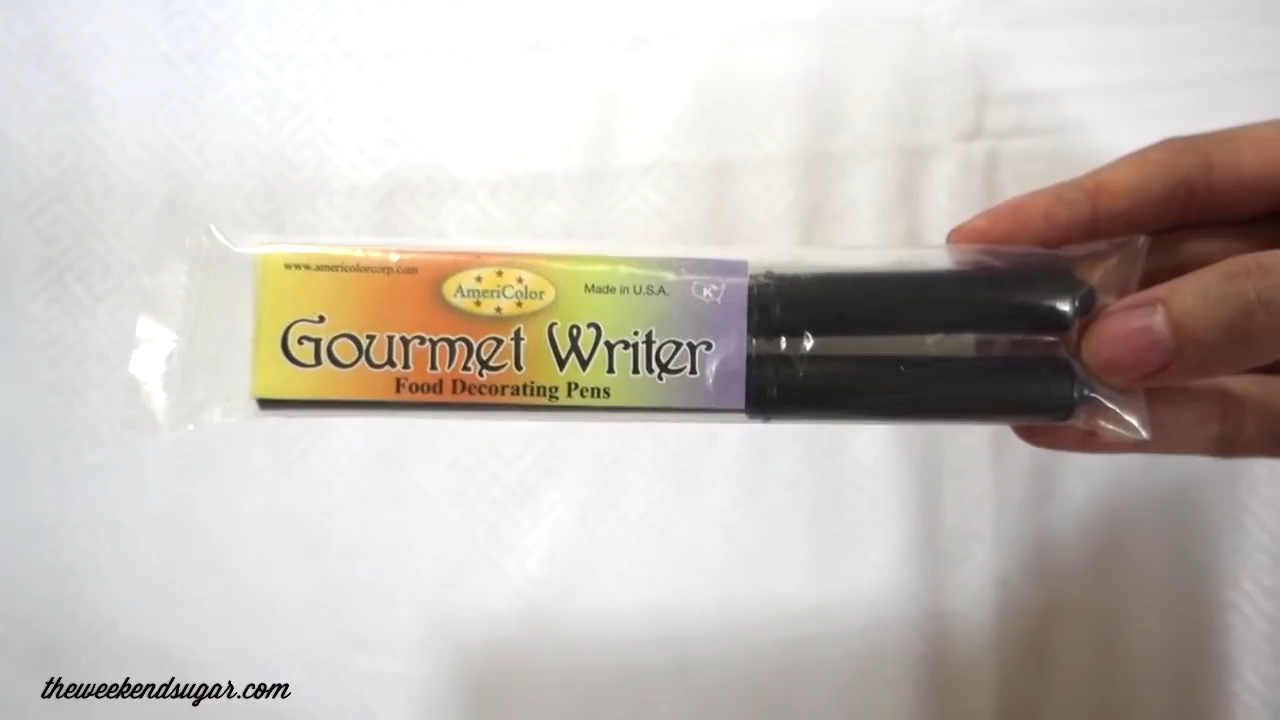 www.americolorcorp.com
AmeriColor
Made in U.S.A.
K
Gourmet Writer
Food Decorating Pens
theweekendsugar.com